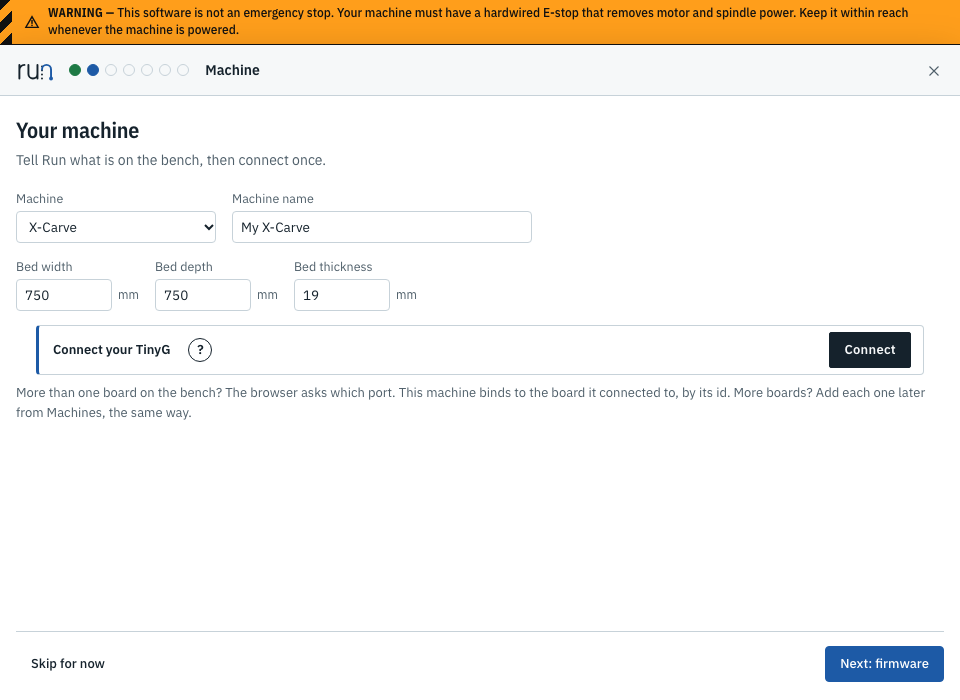 WARNING — This software is not an emergency stop. Your machine must have a hardwired E-stop that removes motor and spindle power. Keep it within reach
whenever the machine is powered.
run
Machine
Your machine
Tell Run what is on the bench, then connect once.
Machine
Machine name
X-Carve
My X-Carve
Bed width
Bed depth
Bed thickness
750 mm
750 mm
19 mm
Connect your TinyG ?
Connect
More than one board on the bench? The browser asks which port. This machine binds to the board it connected to, by its id. More boards? Add each one later
from Machines, the same way.
Skip for now
Next: firmware